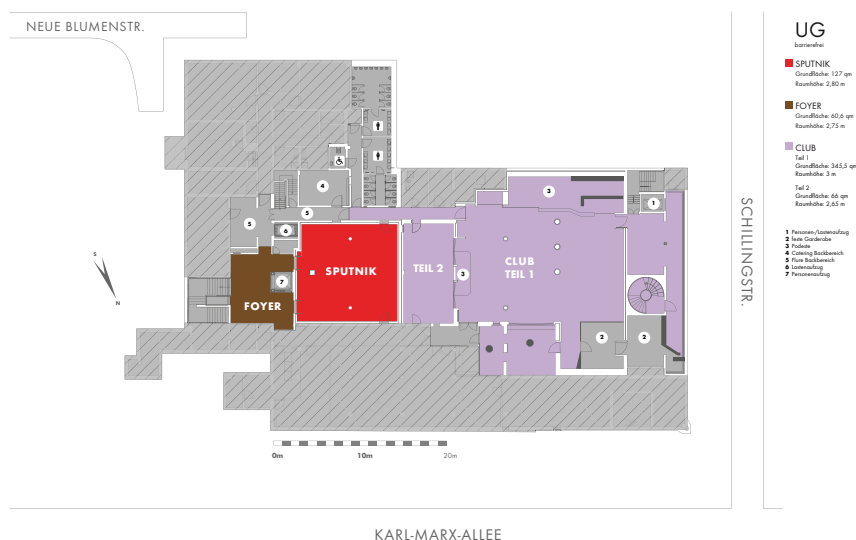 NEUE BLUMENSTR.
UG
barrierefrei
SPUTNIK
Grundfläche: 127 qm
Raumhöhe: 2,80 m
FOYER
Grundfläche: 60,6 qm
Raumhöhe: 2,75 m
CLUB
Teil 1
Grundfläche: 345,5 qm
Raumhöhe: 3 m
Teil 2
Grundfläche: 66 qm
Raumhöhe: 2,65 m
1 Personen-/Lastenaufzug
2 feste Garderobe
3 Podeste
4 Catering Backbereich
5 Flure Backbereich
6 Lastenaufzug
7 Personenaufzug
3
4
1
5
5
6
SPUTNIK
TEIL 2
CLUB
TEIL 1
3
7
FOYER
2
2
S
N
0m
10m
20m
SCHILLINGSTR.
KARL-MARX-ALLEE